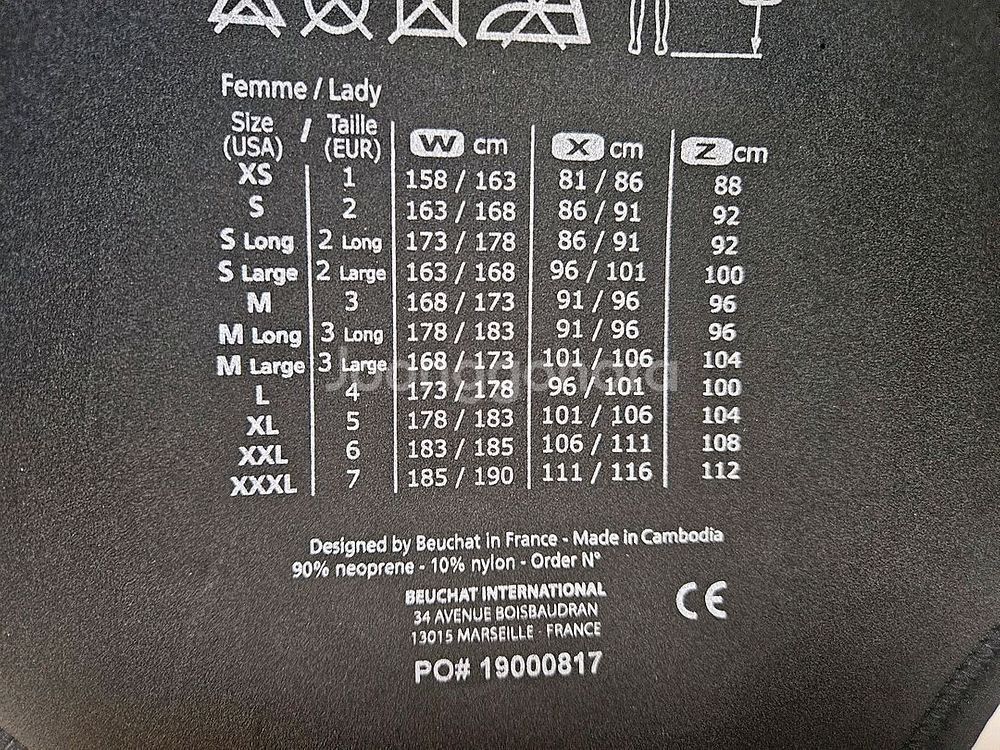 Femme / Lady
Size (USA) / Taille (EUR) W cm X cm Z cm
XS 1 158 / 163 81 / 86 88
S 2 163 / 168 86 / 91 92
S Long 2 Long 173 / 178 86 / 91 92
S Large 2 Large 163 / 168 96 / 101 100
M 3 168 / 173 91 / 96 96
M Long 3 Long 178 / 183 91 / 96 96
M Large 3 Large 168 / 173 101 / 106 104
L 4 173 / 178 96 / 101 100
XL 5 178 / 183 101 / 106 104
XXL 6 183 / 185 106 / 111 108
XXXL 7 185 / 190 111 / 116 112
Joonggonara
Designed by Beuchat in France - Made in Cambodia
90% neoprene - 10% nylon - Order N°
BEUCHAT INTERNATIONAL
34 AVENUE BOISBAUDRAN
13015 MARSEILLE - FRANCE
CE
PO# 19000817